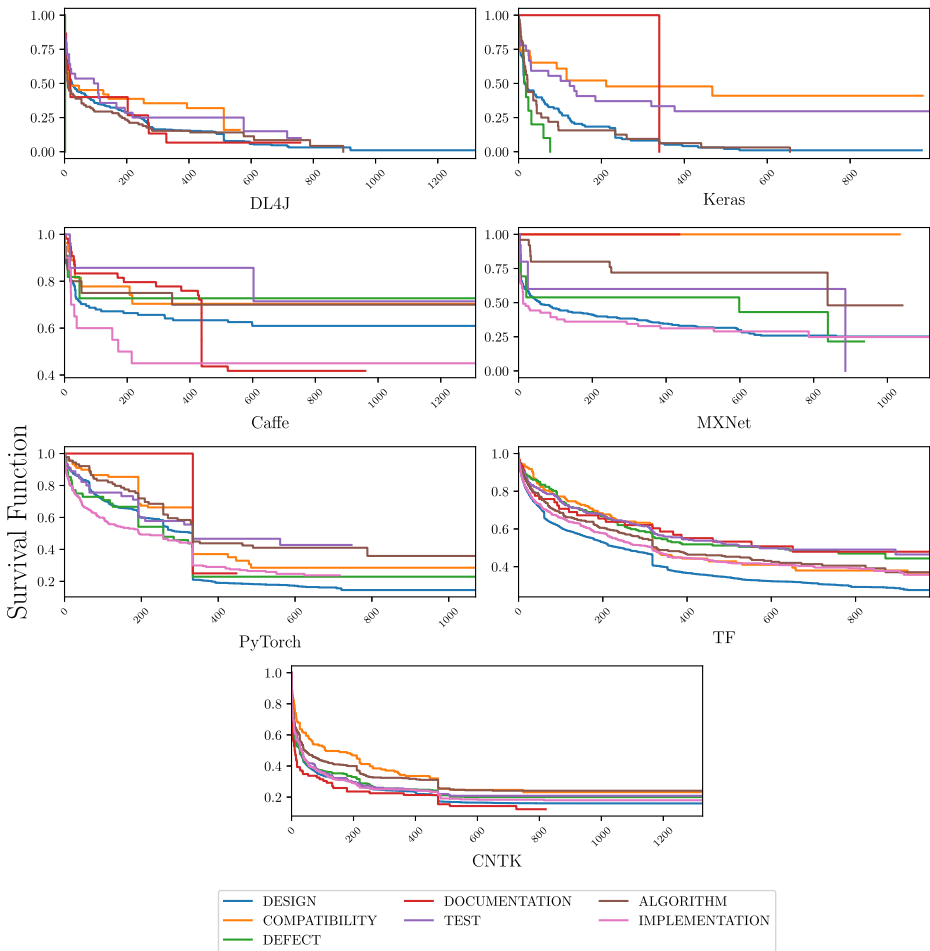 1.00
0.75
0.50
0.25
0.00
0 200 400 600 800 1000 1200
DL4J
1.00
0.75
0.50
0.25
0.00
0 200 400 600 800
Keras
1.0
0.8
0.6
0.4
0 200 400 600 800 1000 1200
Caffe
1.00
0.75
0.50
0.25
0.00
0 200 400 600 800 1000
MXNet
Survival Function
1.0
0.8
0.6
0.4
0.2
0 200 400 600 800 1000
PyTorch
1.0
0.8
0.6
0.4
0 200 400 600 800
TF
1.0
0.8
0.6
0.4
0.2
0 200 400 600 800 1000 1200
CNTK
DESIGN DOCUMENTATION ALGORITHM
COMPATIBILITY TEST IMPLEMENTATION
DEFECT